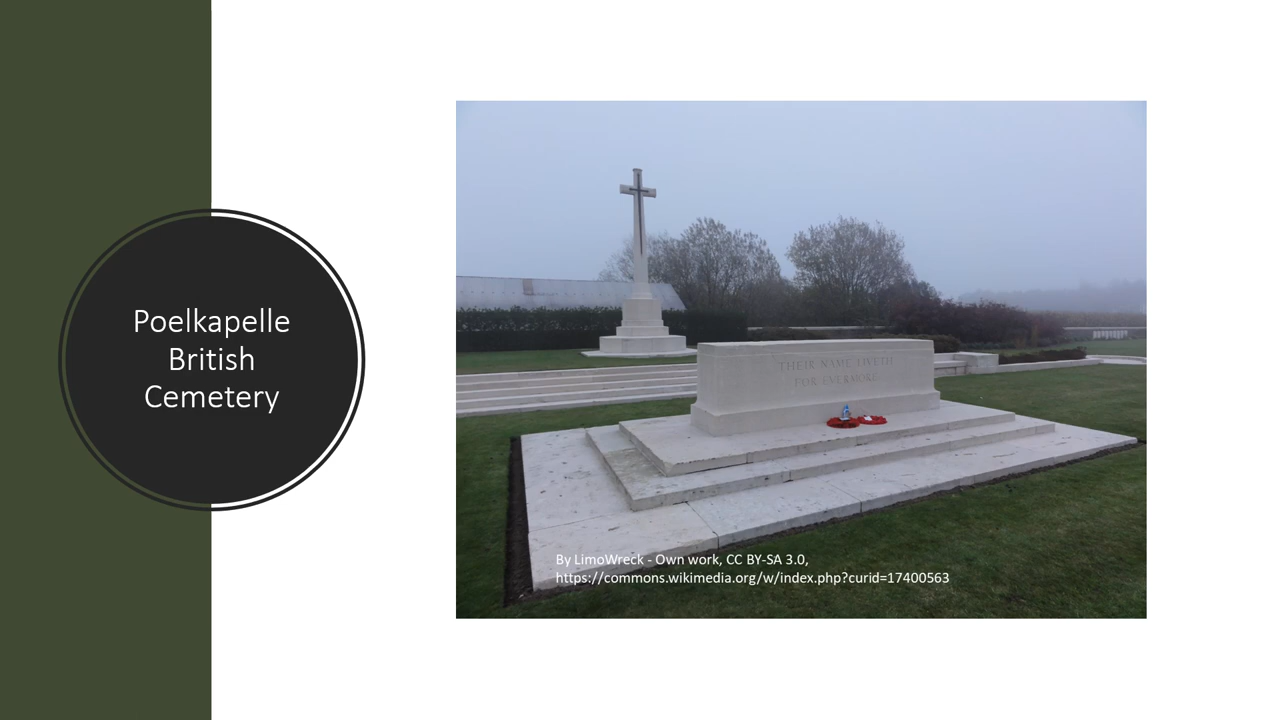 Poelkapelle
British
Cemetery
THEIR NAME LIVETH
FOR EVERMORE
By LimoWreck - Own work, CC BY-SA 3.0,
https://commons.wikimedia.org/w/index.php?curid=17400563